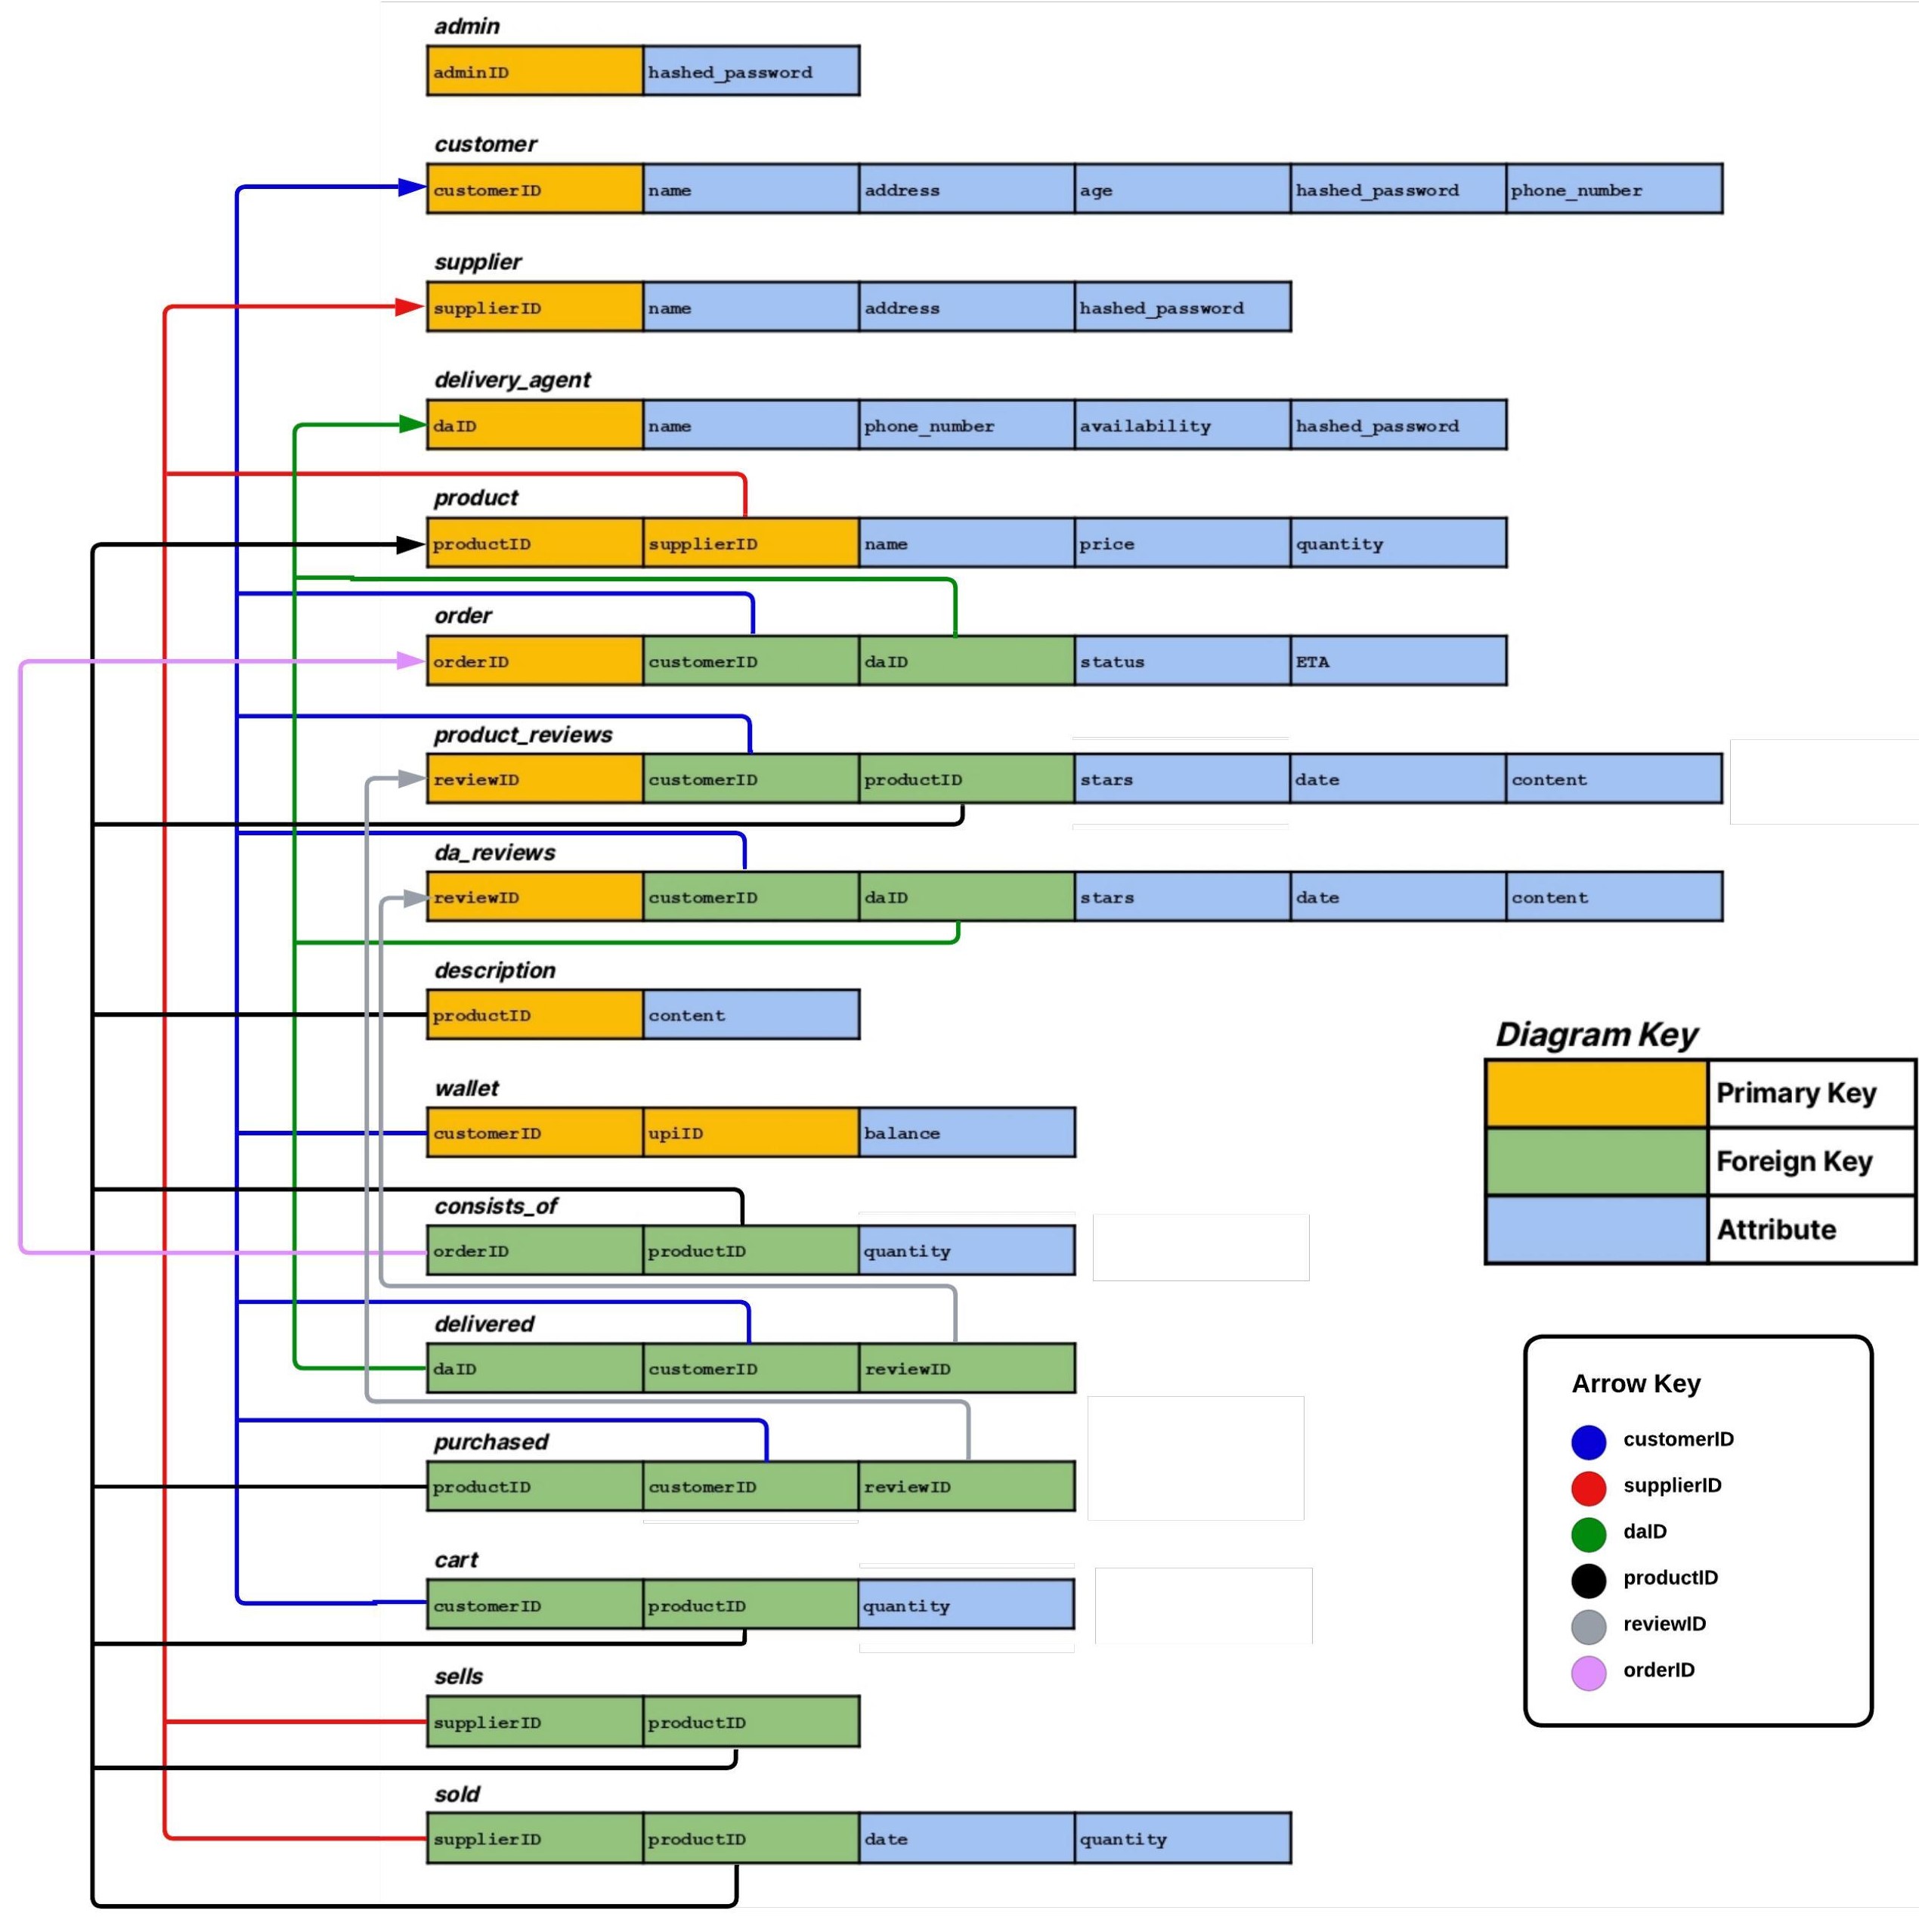 admin
adminID hashed_password
customer
customerID name address age hashed_password phone_number
supplier
supplierID name address hashed_password
delivery_agent
daID name phone_number availability hashed_password
product
productID supplierID name price quantity
order
orderID customerID daID status ETA
product_reviews
reviewID customerID productID stars date content
da_reviews
reviewID customerID daID stars date content
description
productID content
wallet
customerID upiID balance
consists_of
orderID productID quantity
delivered
daID customerID reviewID
purchased
productID customerID reviewID
cart
customerID productID quantity
sells
supplierID productID
sold
supplierID productID date quantity
Diagram Key
Primary Key
Foreign Key
Attribute
Arrow Key
customerID
supplierID
daID
productID
reviewID
orderID